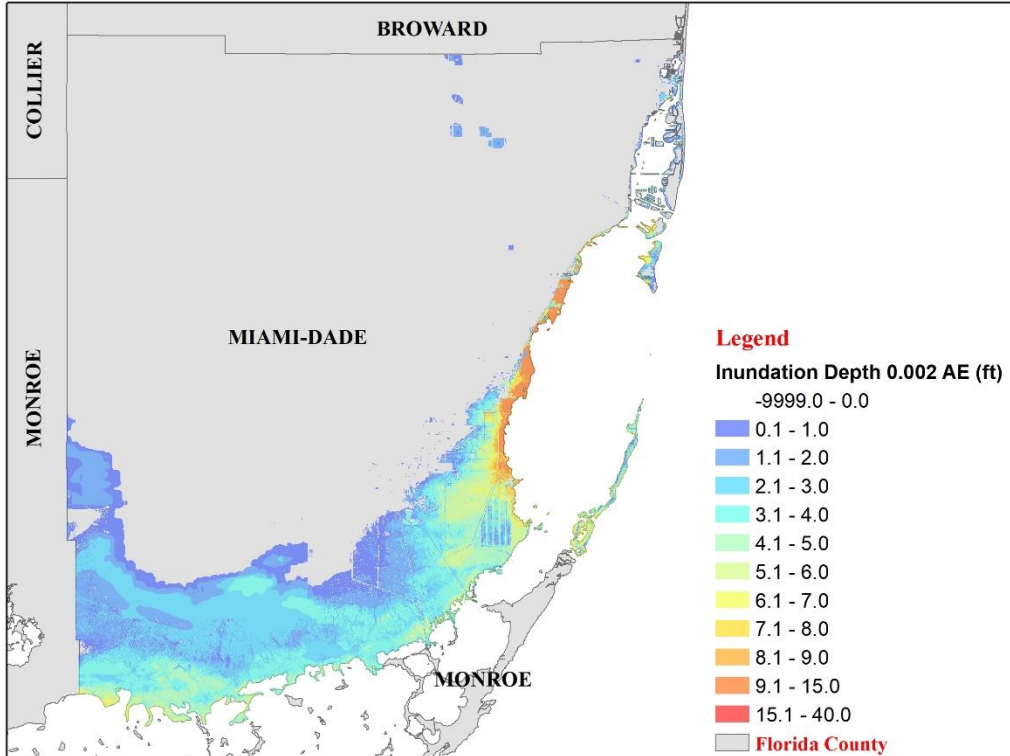 BROWARD
COLLIER
MIAMI-DADE
MONROE
MONROE
Legend
Inundation Depth 0.002 AE (ft)
-9999.0 - 0.0
0.1 - 1.0
1.1 - 2.0
2.1 - 3.0
3.1 - 4.0
4.1 - 5.0
5.1 - 6.0
6.1 - 7.0
7.1 - 8.0
8.1 - 9.0
9.1 - 15.0
15.1 - 40.0
Florida County